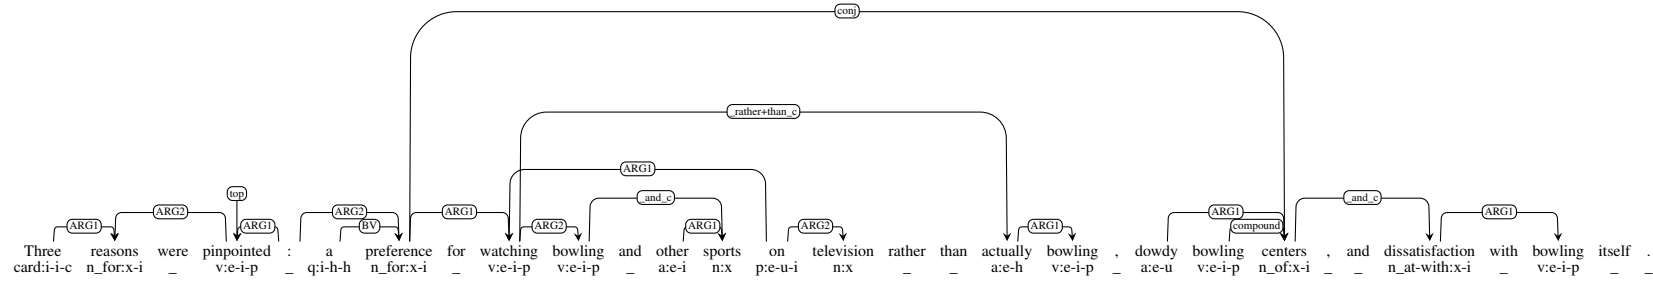 conj
_rather+than_c
ARG1
top _and_c _and_c
ARG1 ARG2 ARG1 ARG2 BV ARG1 ARG2 ARG1 ARG2 ARG1 ARG1 compound ARG1
Three reasons were pinpointed : a preference for watching bowling and other sports on television rather than actually bowling , dowdy bowling centers , and dissatisfaction with bowling itself .
card:i-i-c n_for:x-i _ v:e-i-p _ q:i-h-h n_for:x-i _ v:e-i-p v:e-i-p _ a:e-i n:x p:e-u-i n:x _ _ a:e-h v:e-i-p _ a:e-u v:e-i-p n_of:x-i _ _ n_at-with:x-i _ v:e-i-p _ _